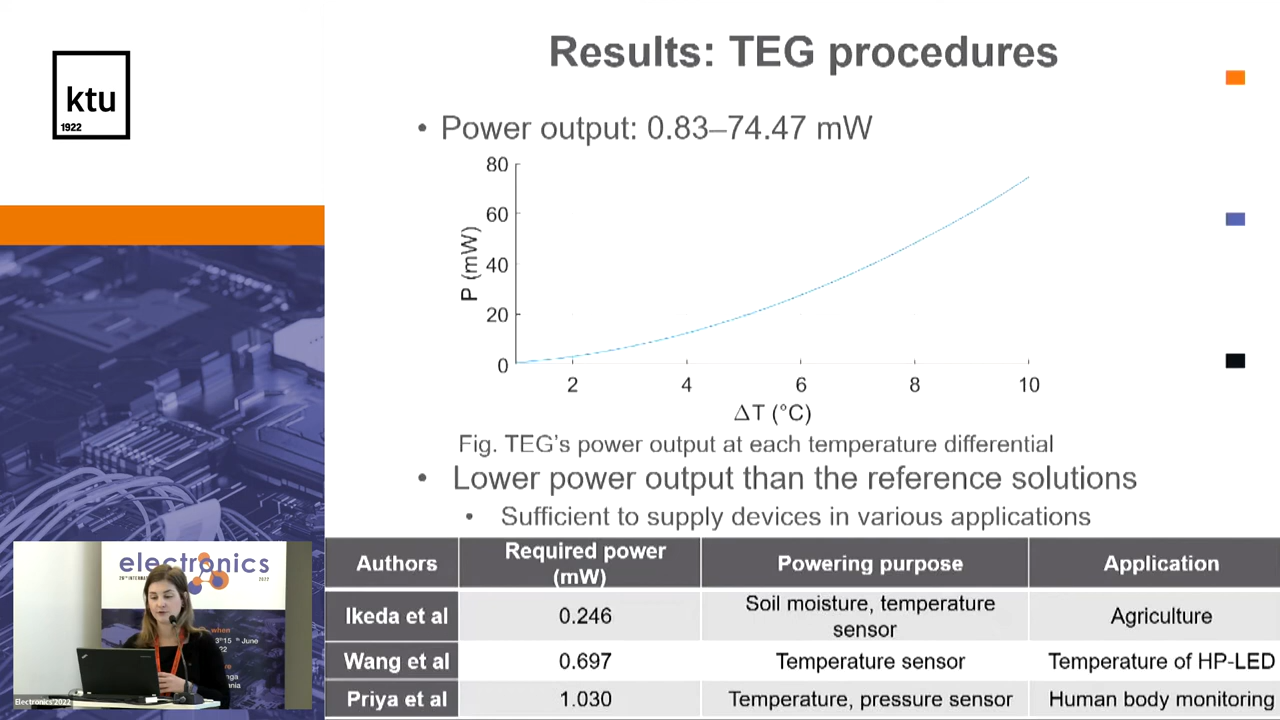 ktu
1922
Results: TEG procedures
• Power output: 0.83–74.47 mW
80
60
40
20
0
P (mW)
2 4 6 8 10
ΔT (°C)
Fig. TEG's power output at each temperature differential
• Lower power output than the reference solutions
• Sufficient to supply devices in various applications
Authors
Required power
(mW)
Powering purpose
Application
Ikeda et al
0.246
Soil moisture, temperature
sensor
Agriculture
Wang et al
0.697
Temperature sensor
Temperature of HP-LED
Priya et al
1.030
Temperature, pressure sensor
Human body monitoring
electronics
2022
when
June
Electronics'2022